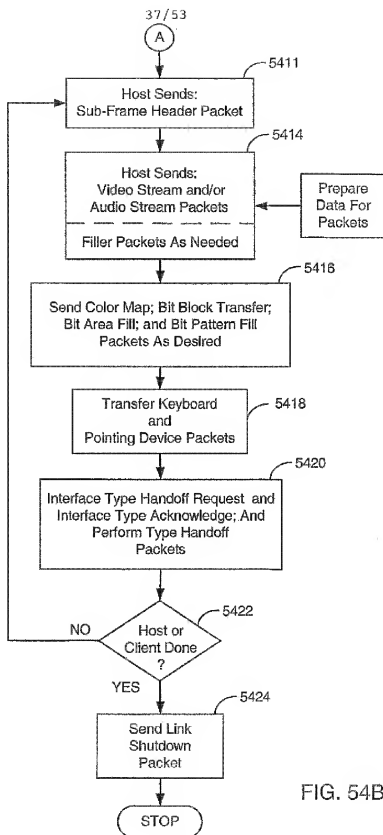 37/53
A
5411
Host Sends:
Sub-Frame Header Packet
5414
Host Sends:
Video Stream and/or
Audio Stream Packets
Filler Packets As Needed
Prepare
Data For
Packets
5416
Send Color Map; Bit Block Transfer;
Bit Area Fill; and Bit Pattern Fill
Packets As Desired
5418
Transfer Keyboard
and
Pointing Device Packets
5420
Interface Type Handoff Request and
Interface Type Acknowledge; And
Perform Type Handoff
Packets
5422
NO
Host or
Client Done
?
YES
5424
Send Link
Shutdown
Packet
FIG. 54B
STOP